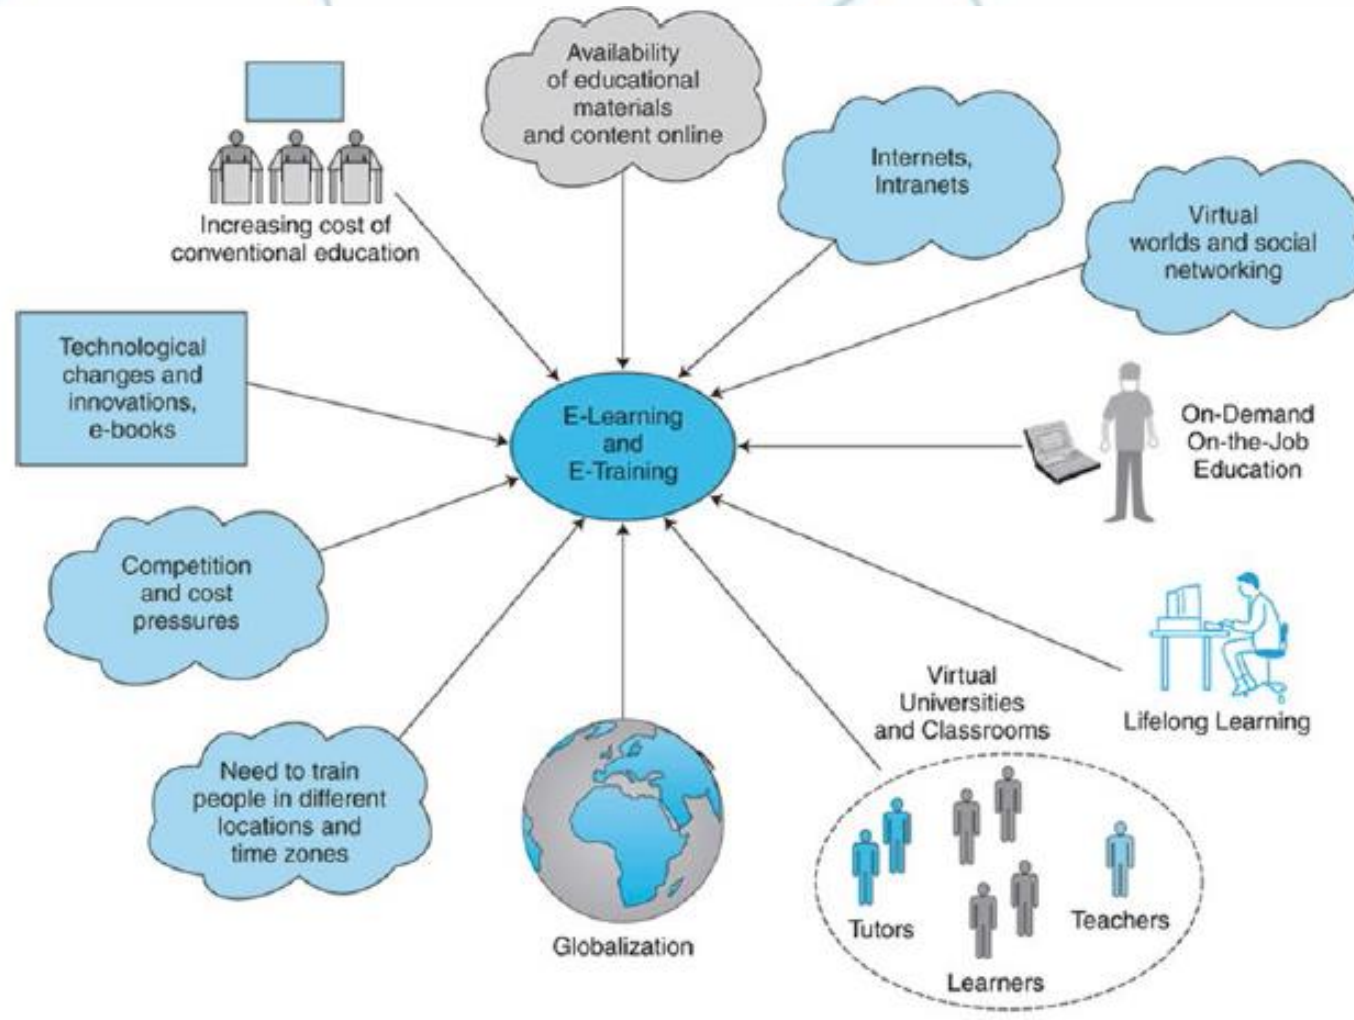 Availability
of educational
materials
and content online
Internets,
Intranets
Virtual
worlds and social
networking
Increasing cost of
conventional education
Technological
changes and
innovations,
e-books
E-Learning
and
E-Training
On-Demand
On-the-Job
Education
Competition
and cost
pressures
Lifelong Learning
Virtual
Universities
and Classrooms
Need to train
people in different
locations and
time zones
Globalization
Tutors
Learners
Teachers